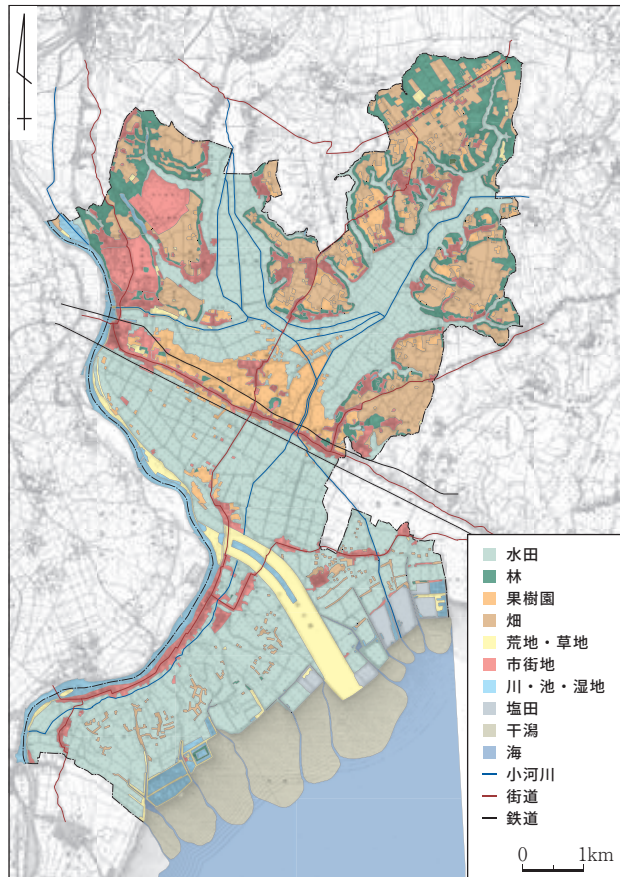 水田
林
果樹園
畑
荒地・草地
市街地
川・池・湿地
塩田
干潟
海
小河川
街道
鉄道
0 1km